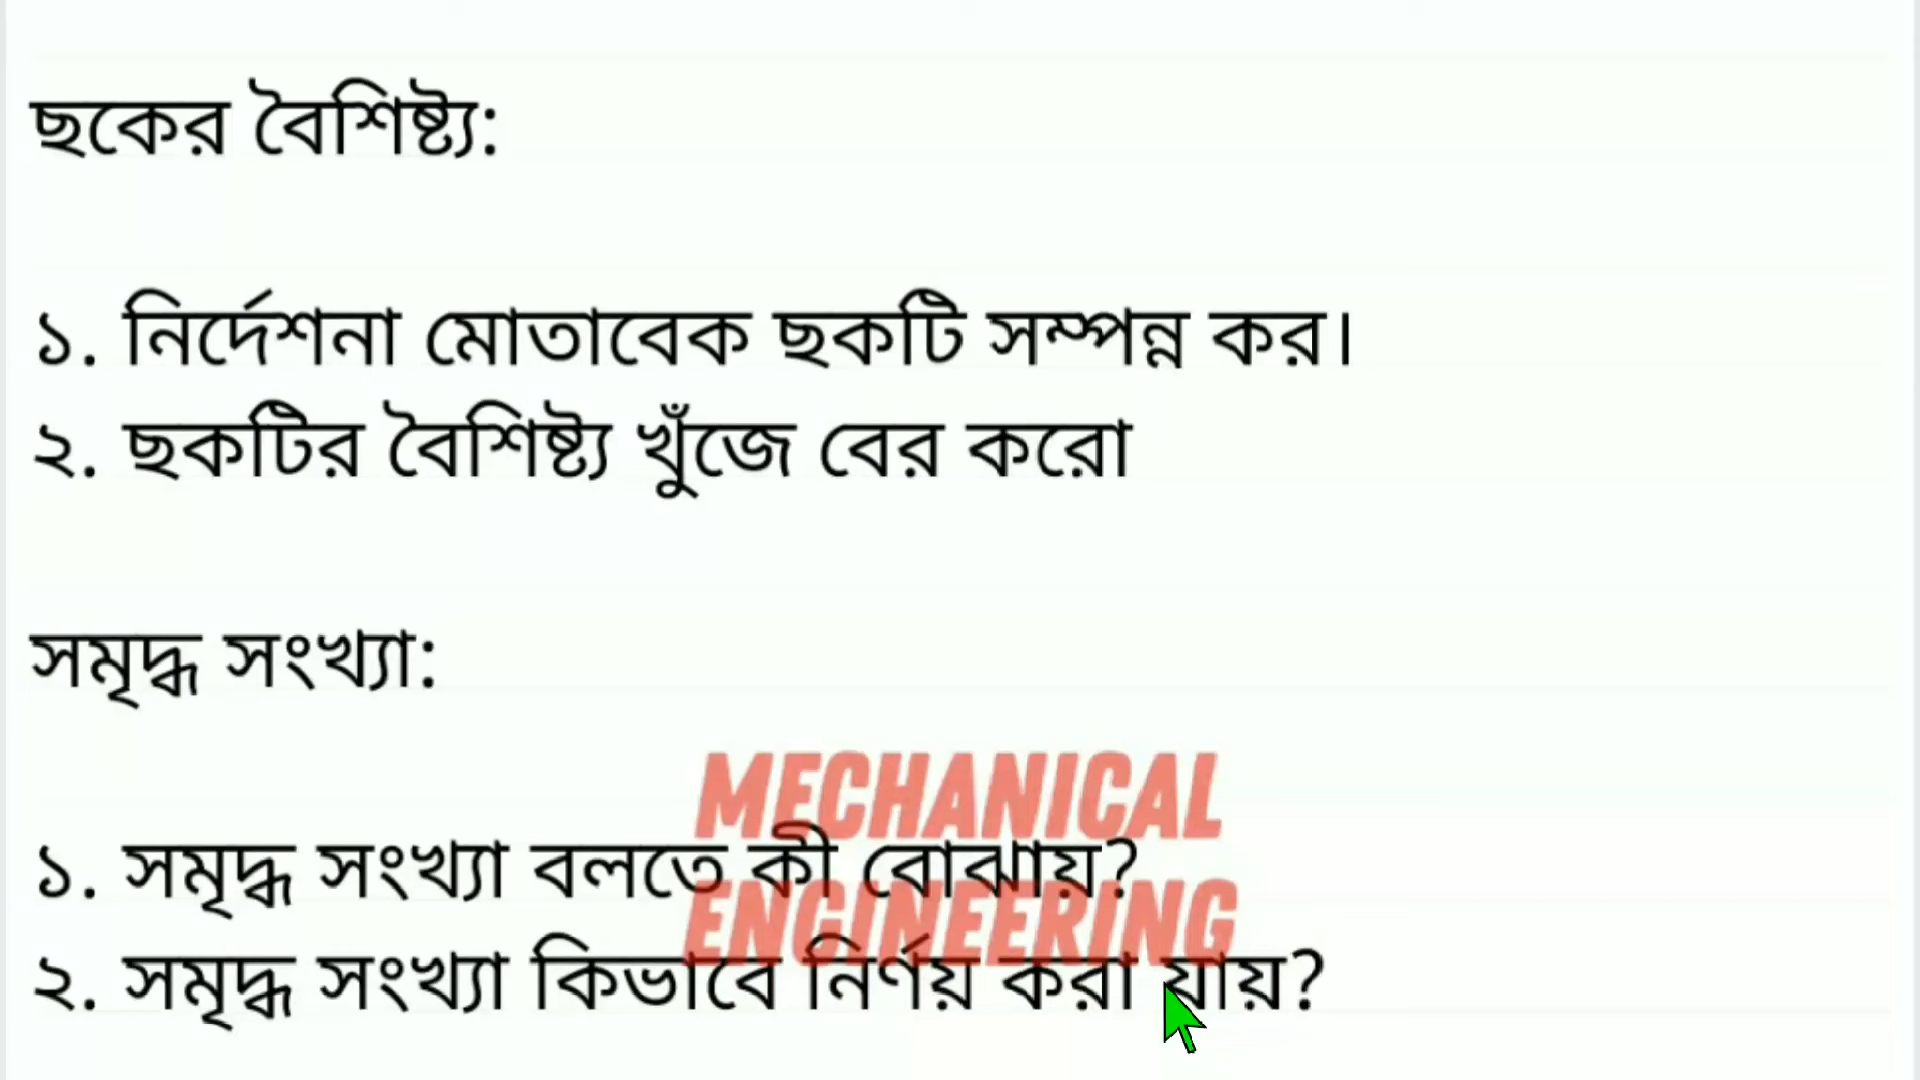 ছকের বৈশিষ্ট্য:
১. নির্দেশনা মোতাবেক ছকটি সম্পন্ন কর।
২. ছকটির বৈশিষ্ট্য খুঁজে বের করো
সমৃদ্ধ সংখ্যা:
MECHANICAL
১. সমৃদ্ধ সংখ্যা বলতে কী বোঝায়?
ENGINEERING
২. সমৃদ্ধ সংখ্যা কিভাবে নির্ণয় করা যায়?